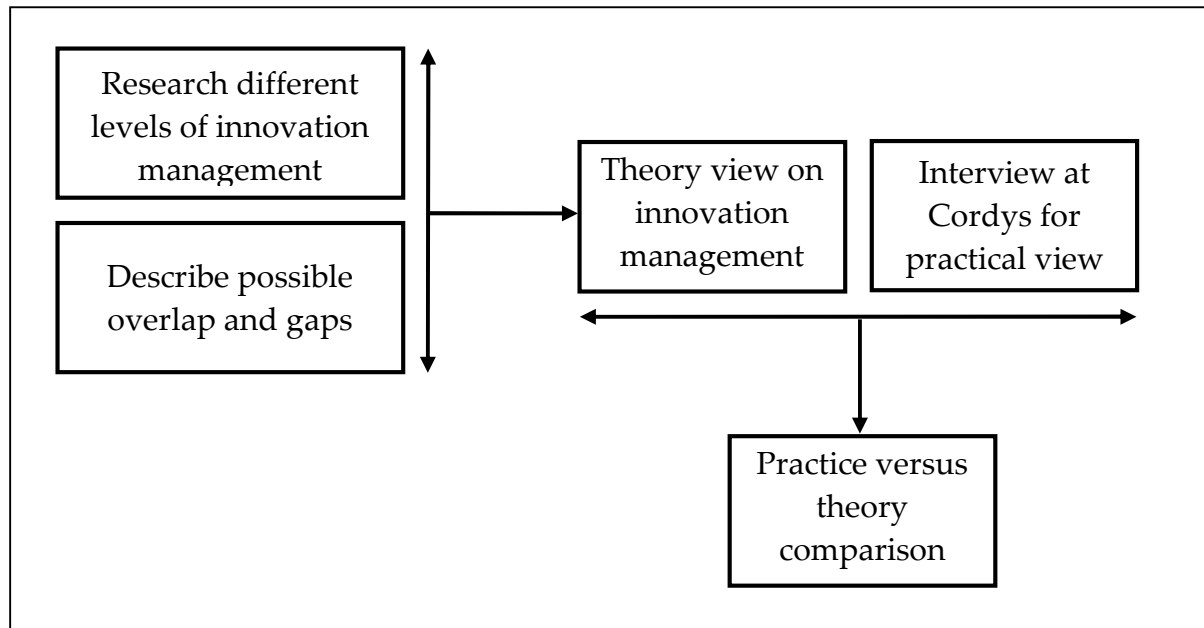 Research different
levels of innovation
management
Describe possible
overlap and gaps
Theory view on
innovation
management
Interview at
Cordys for
practical view
Practice versus
theory
comparison